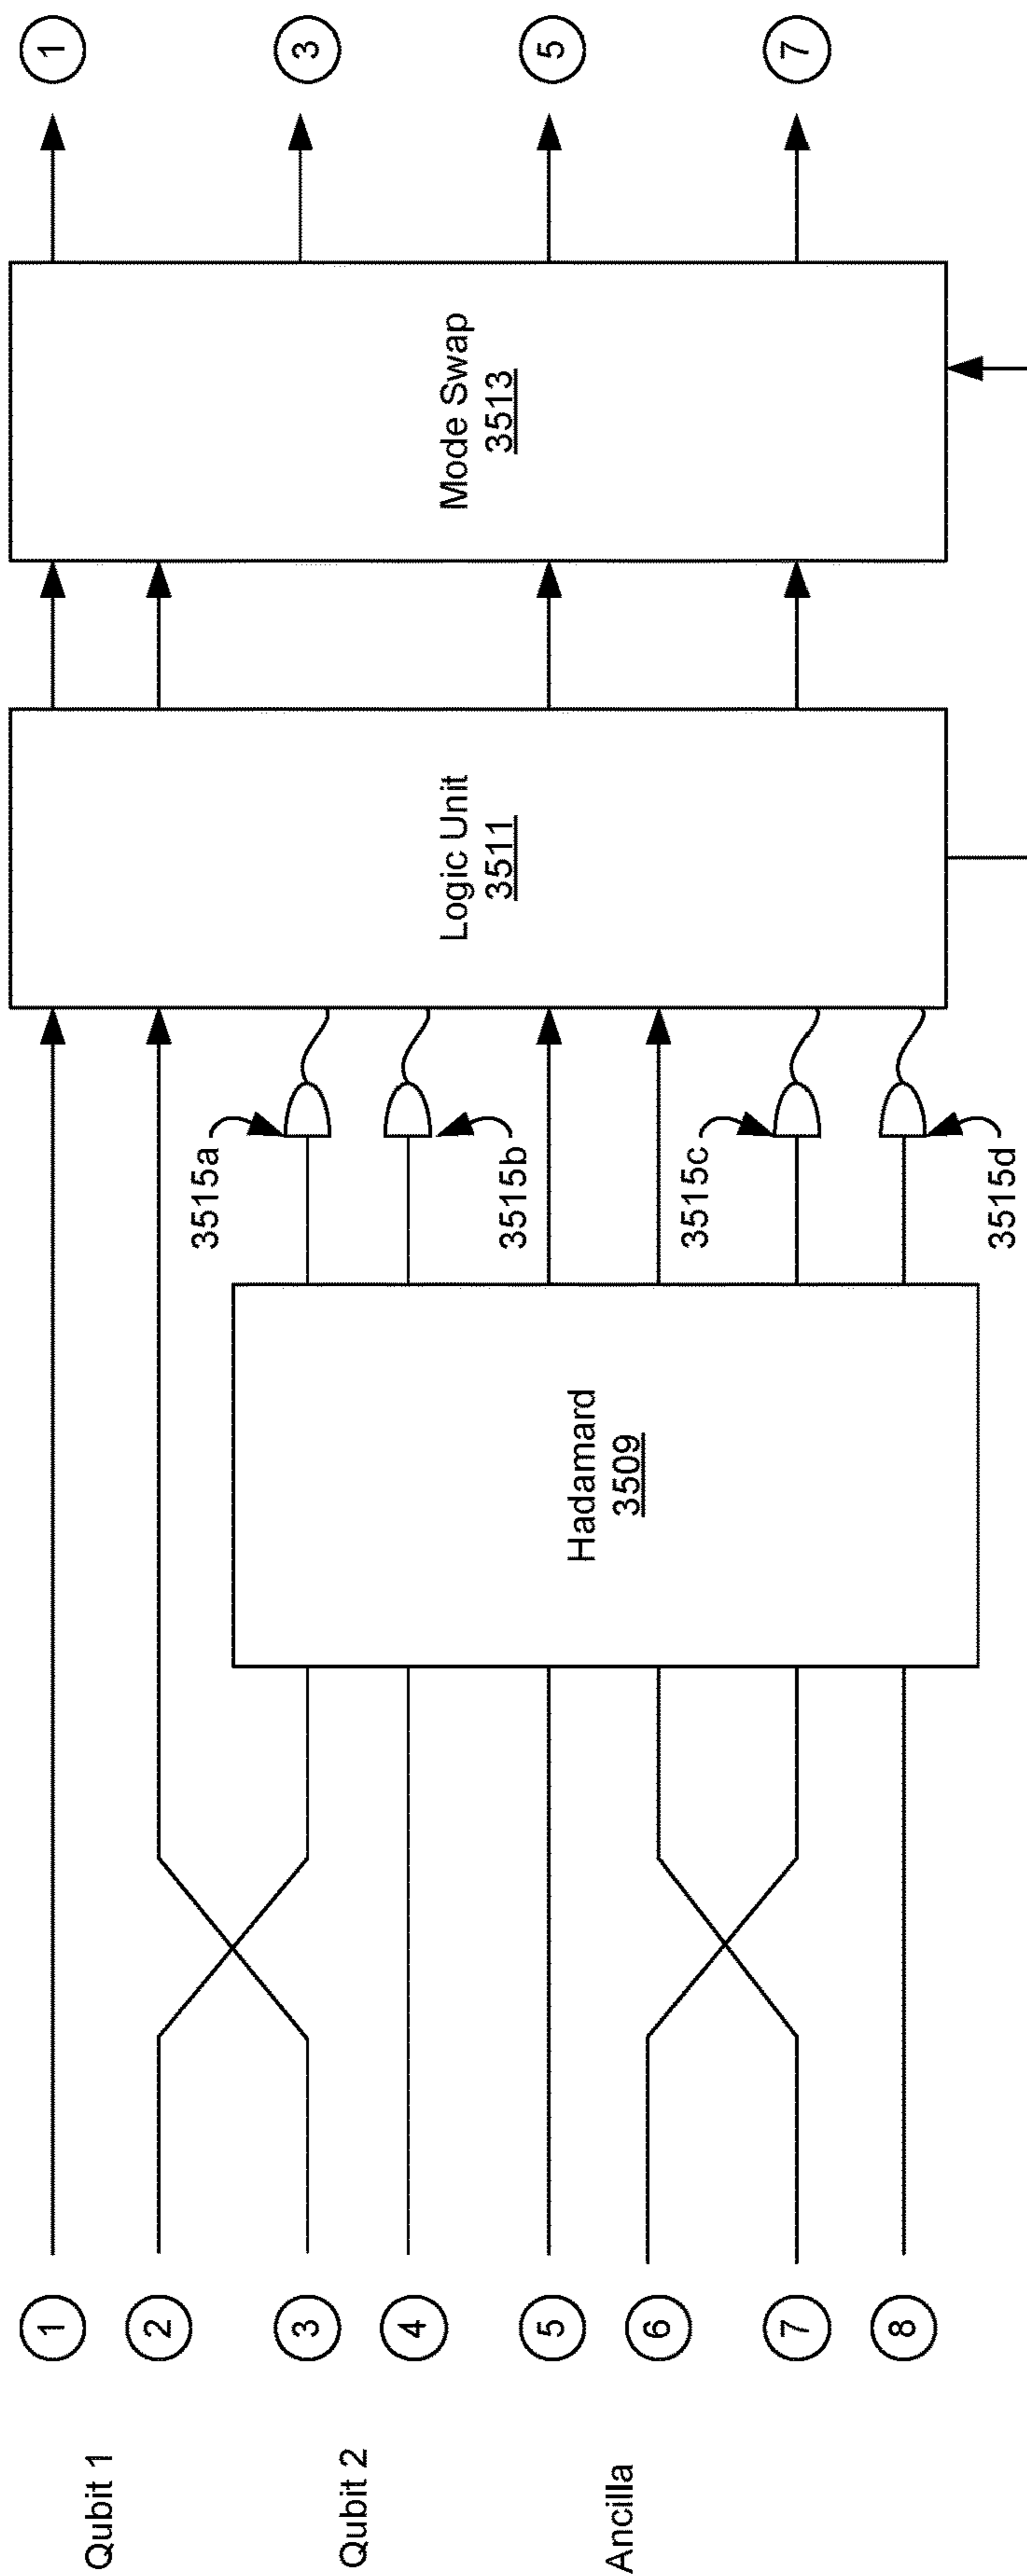 Qubit 1
Qubit 2
Ancilla
1
2
3
4
5
6
7
8
Hadamard
3509
3515a
3515b
3515c
3515d
Logic Unit
3511
Mode Swap
3513
1
3
5
7